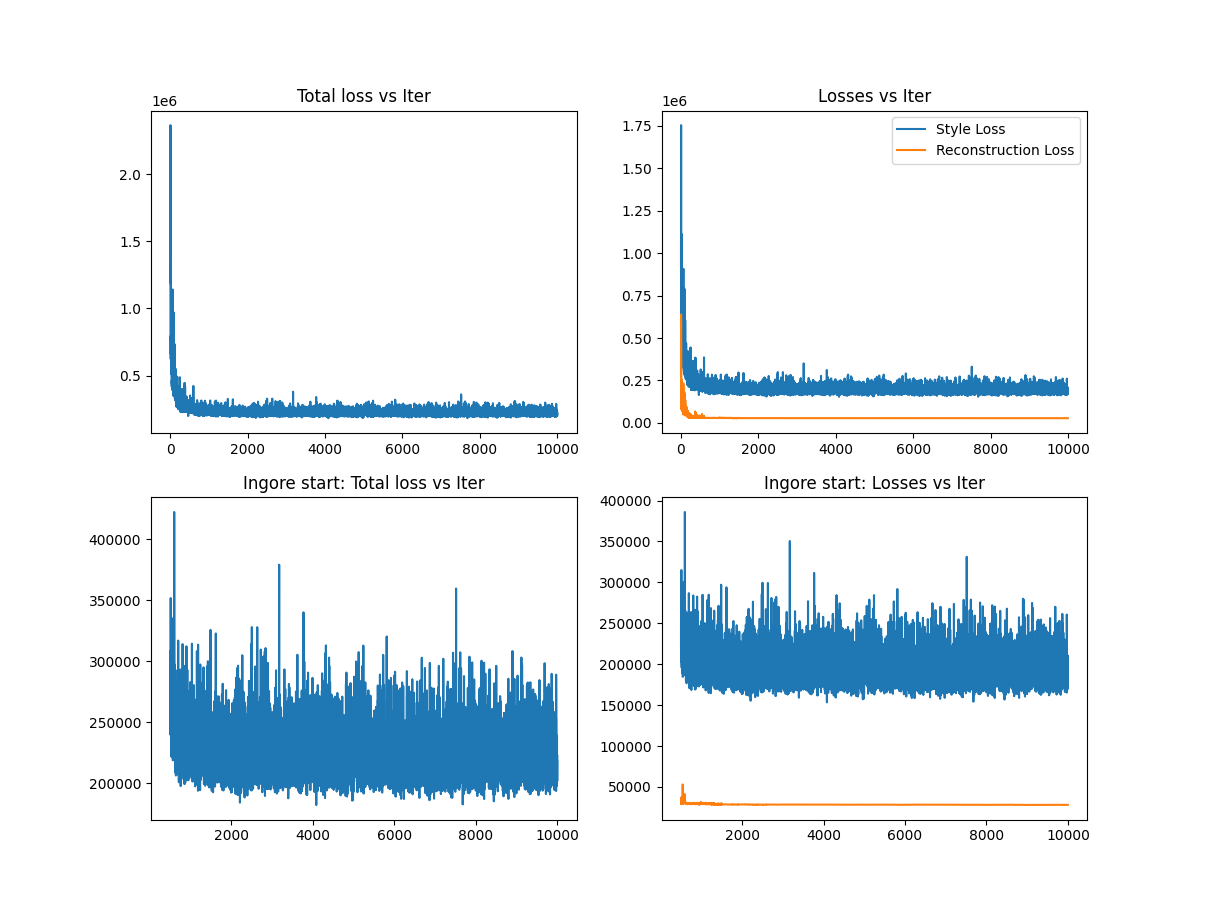 Total loss vs Iter
1e6
2.0
1.5
1.0
0.5
0 2000 4000 6000 8000 10000
Losses vs Iter
1e6
Style Loss
Reconstruction Loss
1.75
1.50
1.25
1.00
0.75
0.50
0.25
0.00
0 2000 4000 6000 8000 10000
Ingore start: Total loss vs Iter
400000
350000
300000
250000
200000
2000 4000 6000 8000 10000
Ingore start: Losses vs Iter
400000
350000
300000
250000
200000
150000
100000
50000
2000 4000 6000 8000 10000